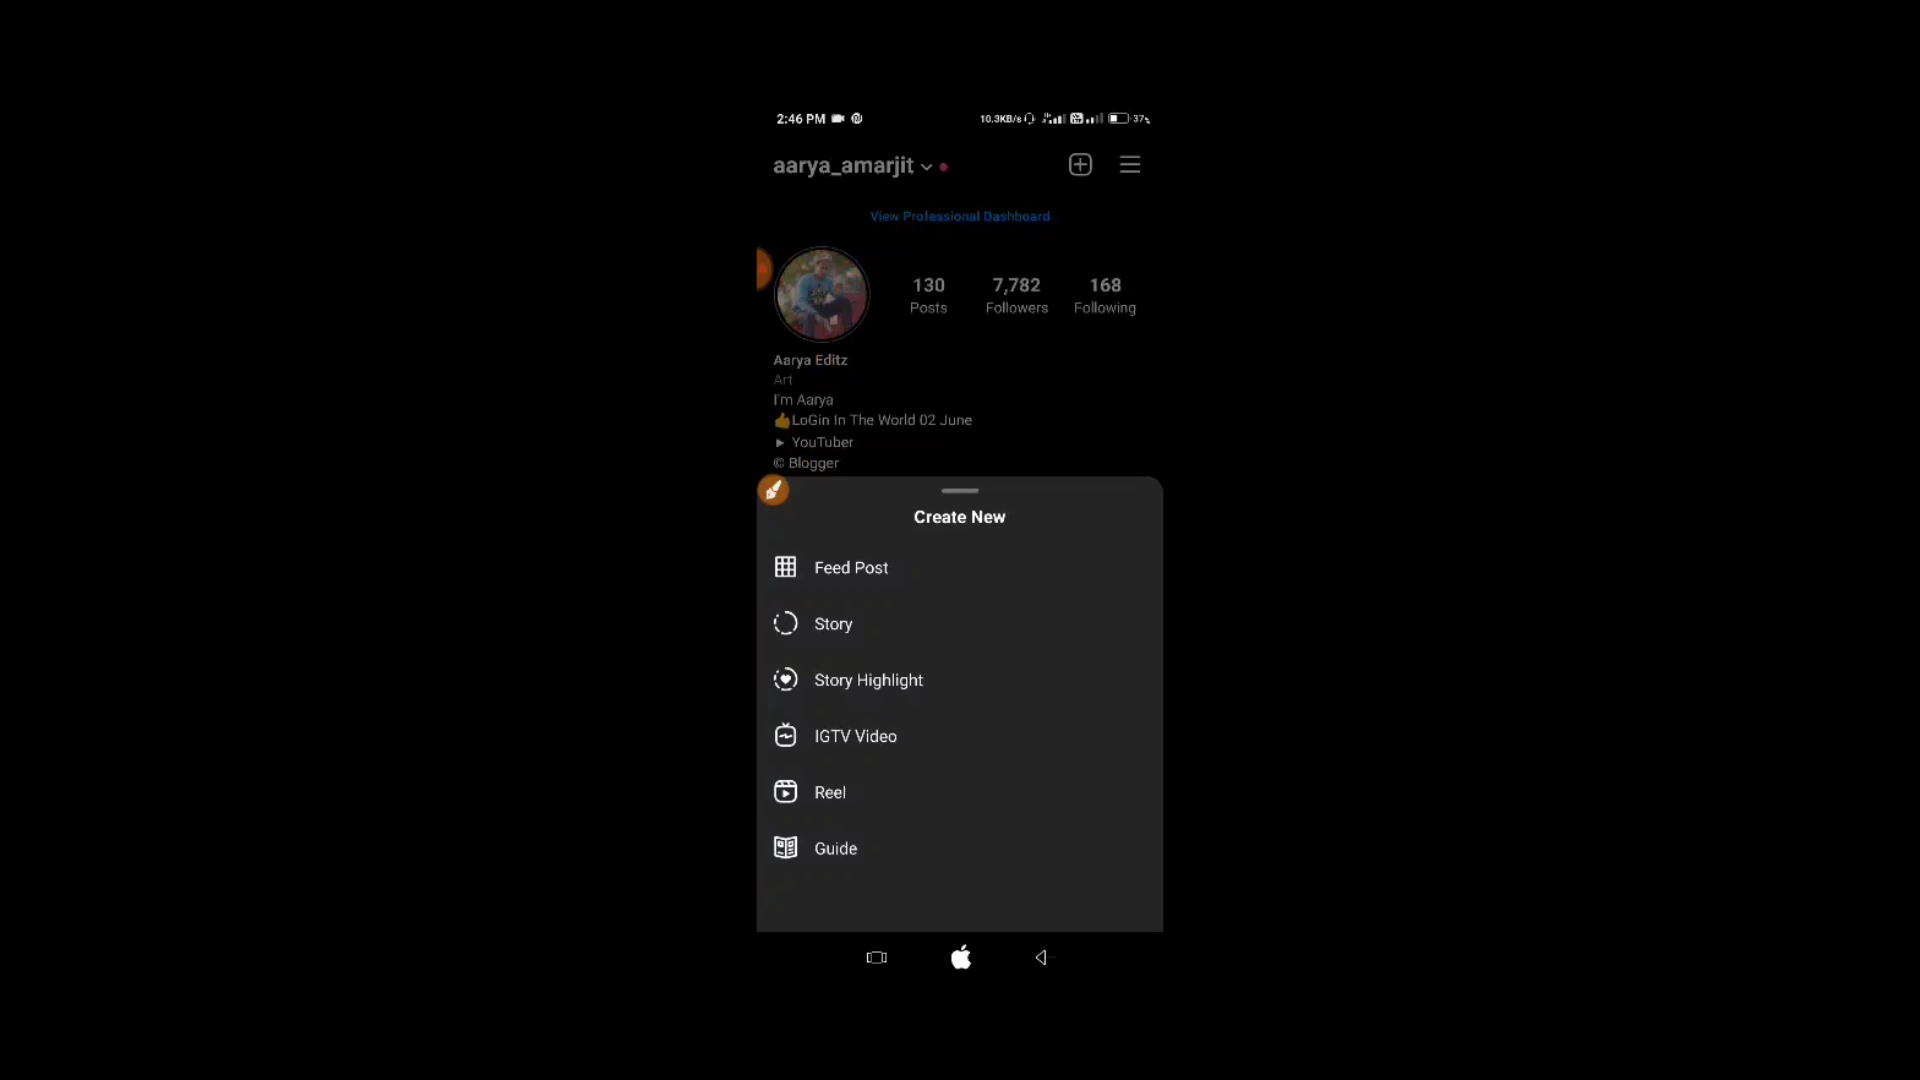 2:46 PM 10.3KB/s 37%
aarya_amarjit
View Professional Dashboard
130 7,782 168
Posts Followers Following
Aarya Editz
Art
I'm Aarya
👍LoGin In The World 02 June
► YouTuber
© Blogger
Create New
Feed Post
Story
Story Highlight
IGTV Video
Reel
Guide